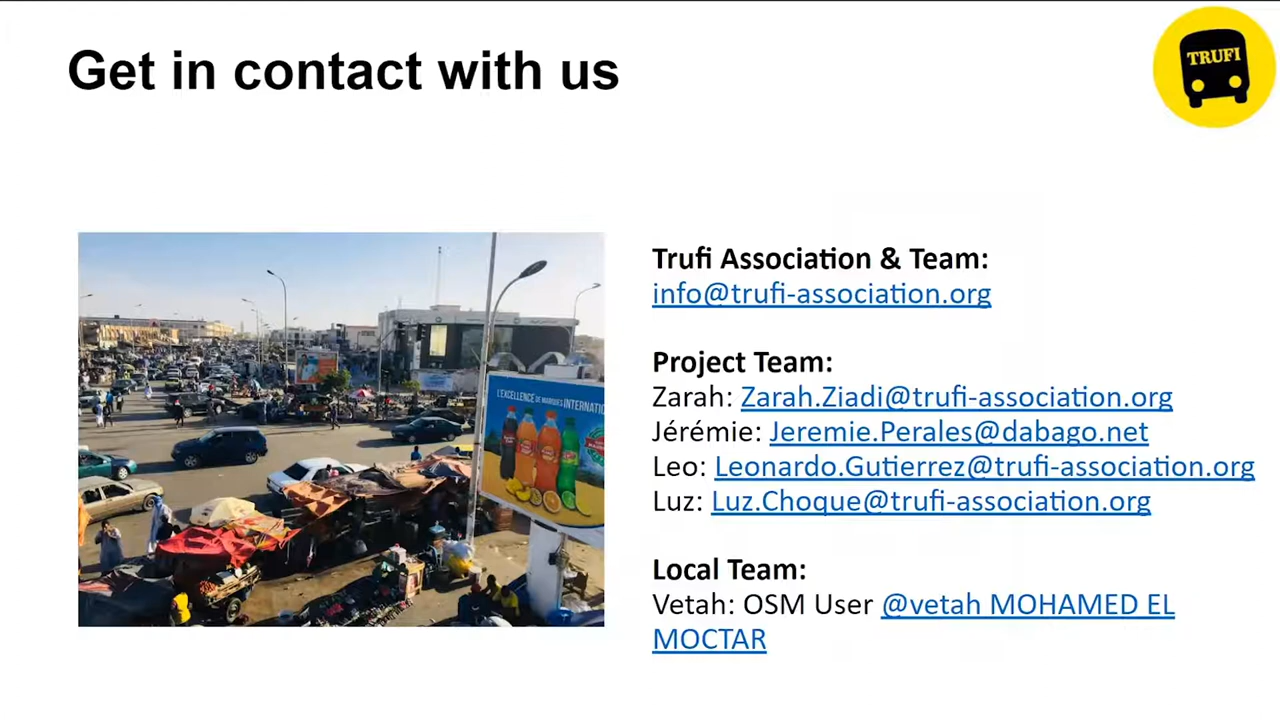 Get in contact with us
TRUFI
L'EXCELLENCE DE MARQUES INTERNATIO
Trufi Association & Team:
info@trufi-association.org
Project Team:
Zarah: Zarah.Ziadi@trufi-association.org
Jérémie: Jeremie.Perales@dabago.net
Leo: Leonardo.Gutierrez@trufi-association.org
Luz: Luz.Choque@trufi-association.org
Local Team:
Vetah: OSM User @vetah MOHAMED EL
MOCTAR